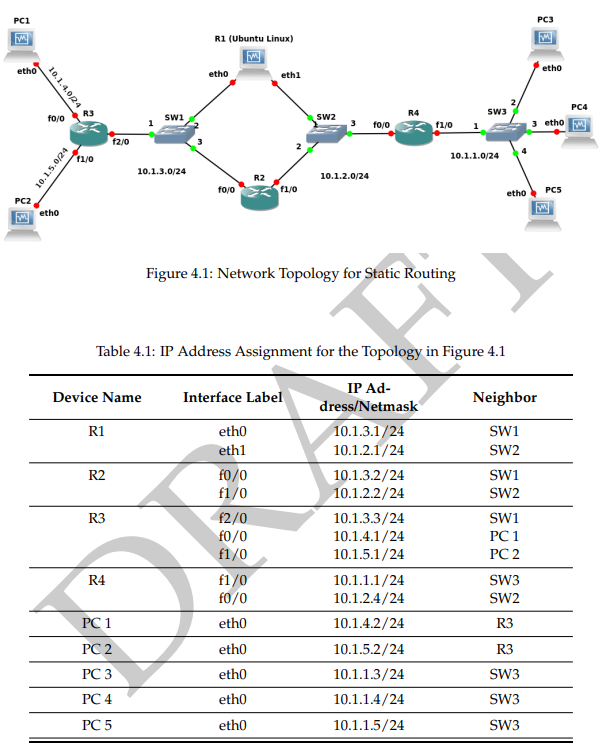 PC1
PC3
R1 (Ubuntu Linux)
eth0
eth0
eth1
eth0
10.1.4.0/24
2
PC4
f0/0
R3
SW1
2
SW2
R4
SW3
3
eth0
1
1
3
f0/0
f1/0
1
f2/0
3
2
4
f1/0
10.1.5.0/24
10.1.3.0/24
R2
10.1.2.0/24
10.1.1.0/24
f0/0
f1/0
PC2
eth0
eth0
PC5
Figure 4.1: Network Topology for Static Routing
Table 4.1: IP Address Assignment for the Topology in Figure 4.1
Device Name Interface Label IP Ad-dress/Netmask Neighbor
R1 eth0 10.1.3.1/24 SW1
eth1 10.1.2.1/24 SW2
R2 f0/0 10.1.3.2/24 SW1
f1/0 10.1.2.2/24 SW2
R3 f2/0 10.1.3.3/24 SW1
f0/0 10.1.4.1/24 PC 1
f1/0 10.1.5.1/24 PC 2
R4 f1/0 10.1.1.1/24 SW3
f0/0 10.1.2.4/24 SW2
PC 1 eth0 10.1.4.2/24 R3
PC 2 eth0 10.1.5.2/24 R3
PC 3 eth0 10.1.1.3/24 SW3
PC 4 eth0 10.1.1.4/24 SW3
PC 5 eth0 10.1.1.5/24 SW3
DRAFT